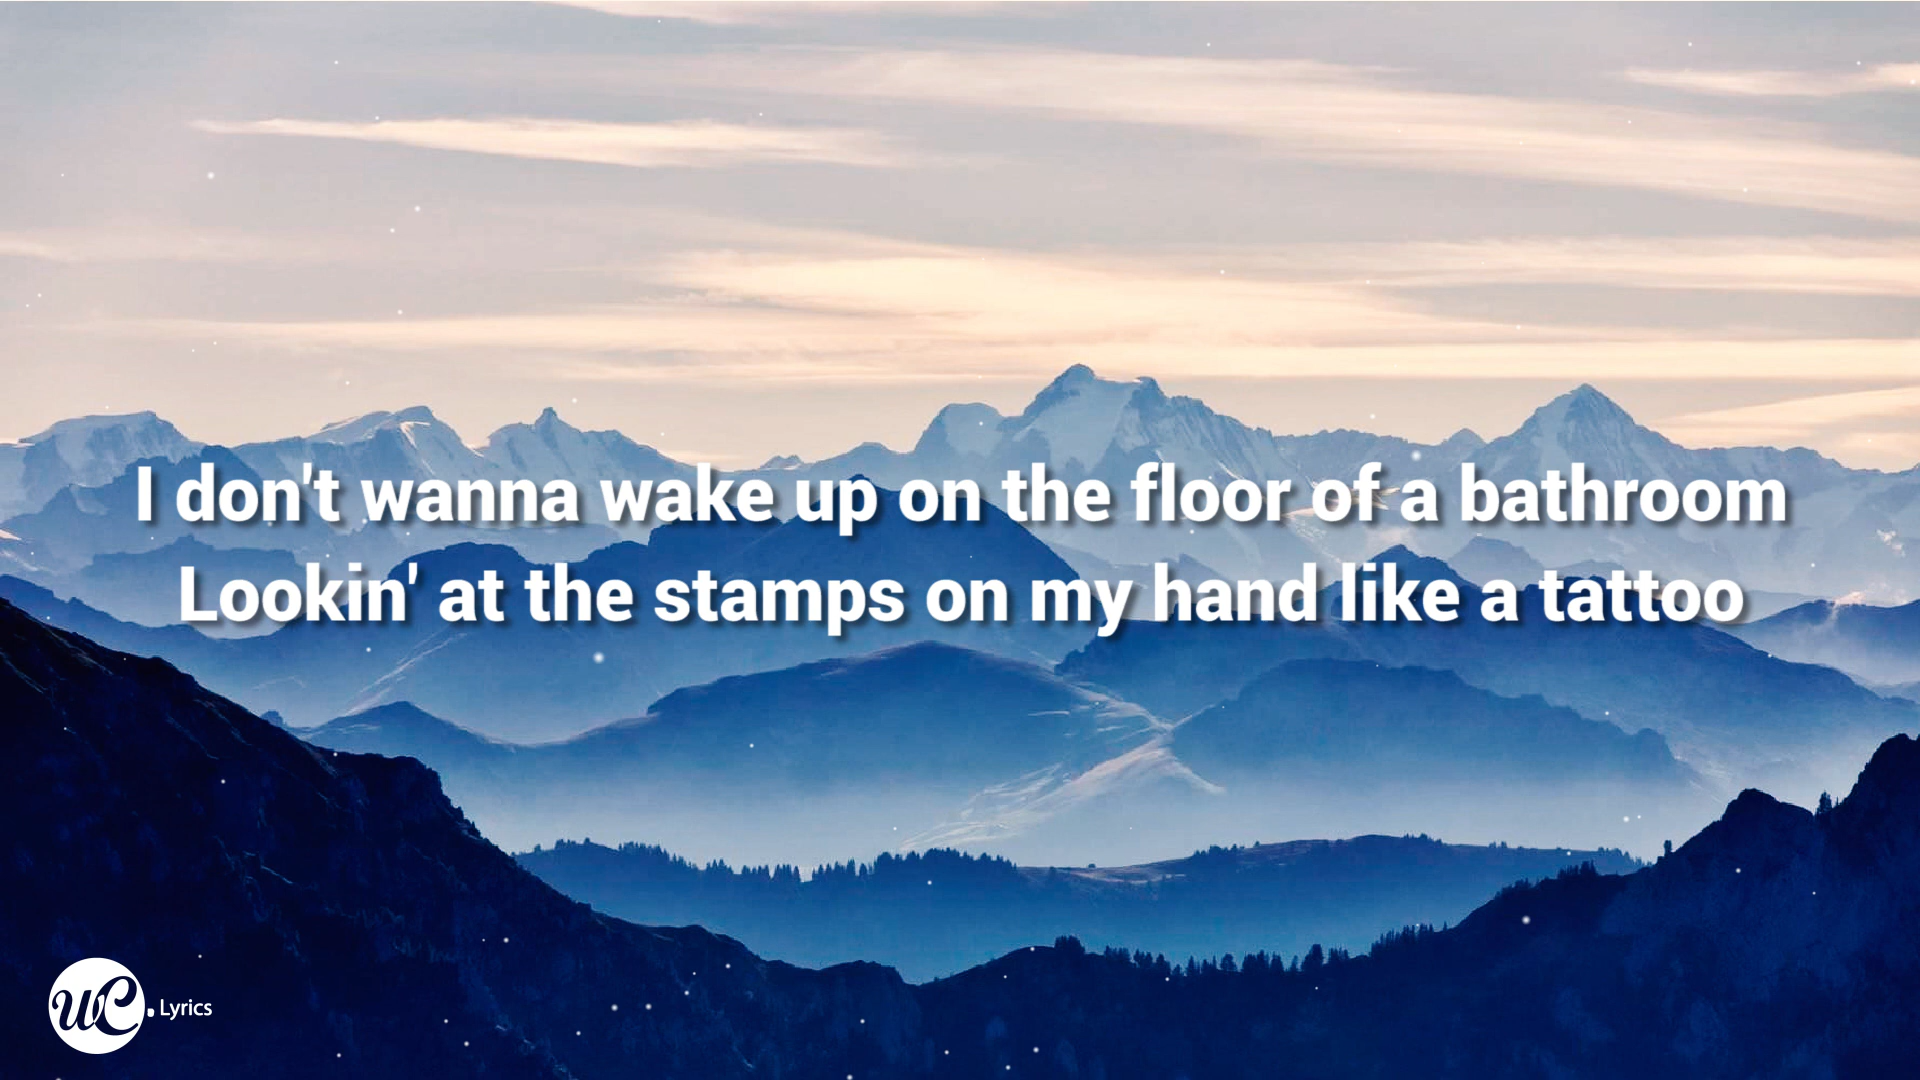 I don't wanna wake up on the floor of a bathroom
Lookin' at the stamps on my hand like a tattoo
WC. Lyrics